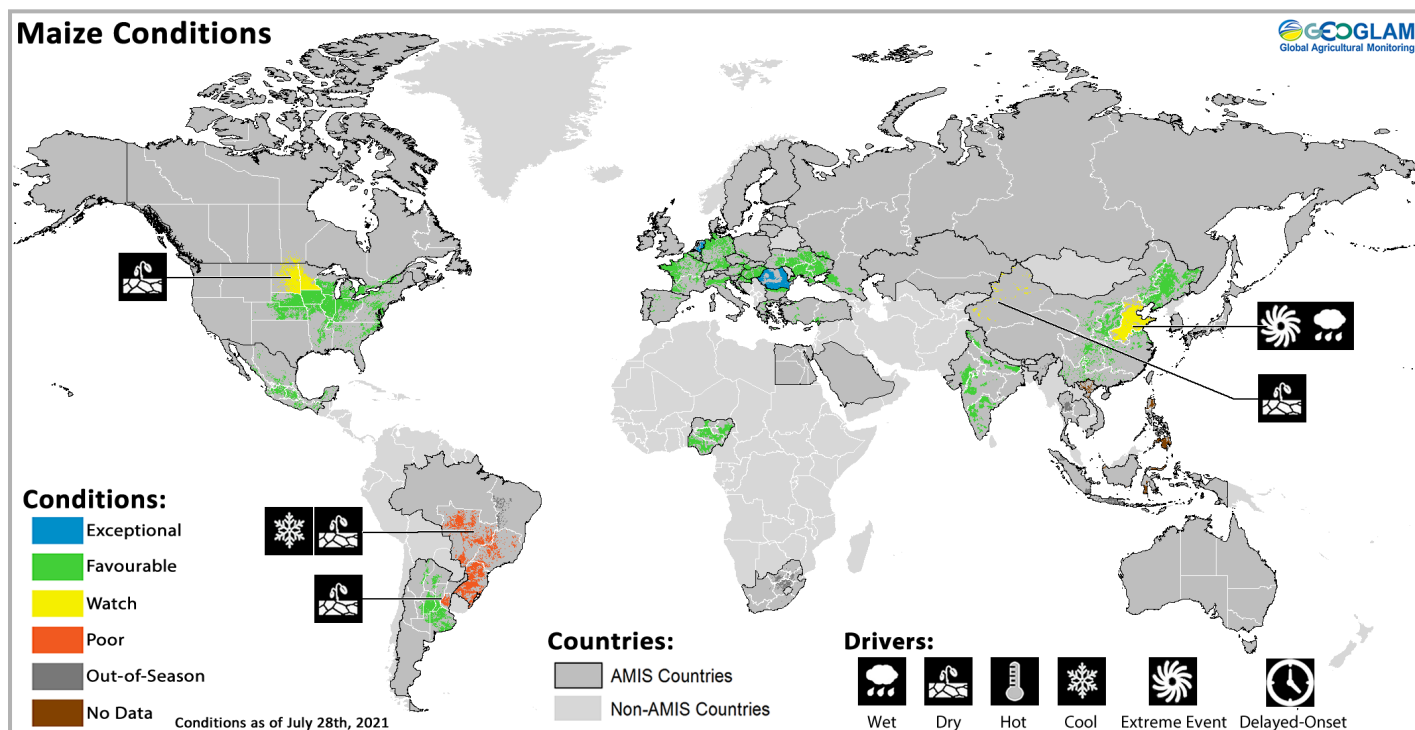 Maize Conditions
GEOGLAM
Global Agricultural Monitoring
Conditions:
Exceptional
Favourable
Watch
Poor
Out-of-Season
No Data
Conditions as of July 28th, 2021
Countries:
AMIS Countries
Non-AMIS Countries
Drivers:
Wet
Dry
Hot
Cool
Extreme Event
Delayed-Onset